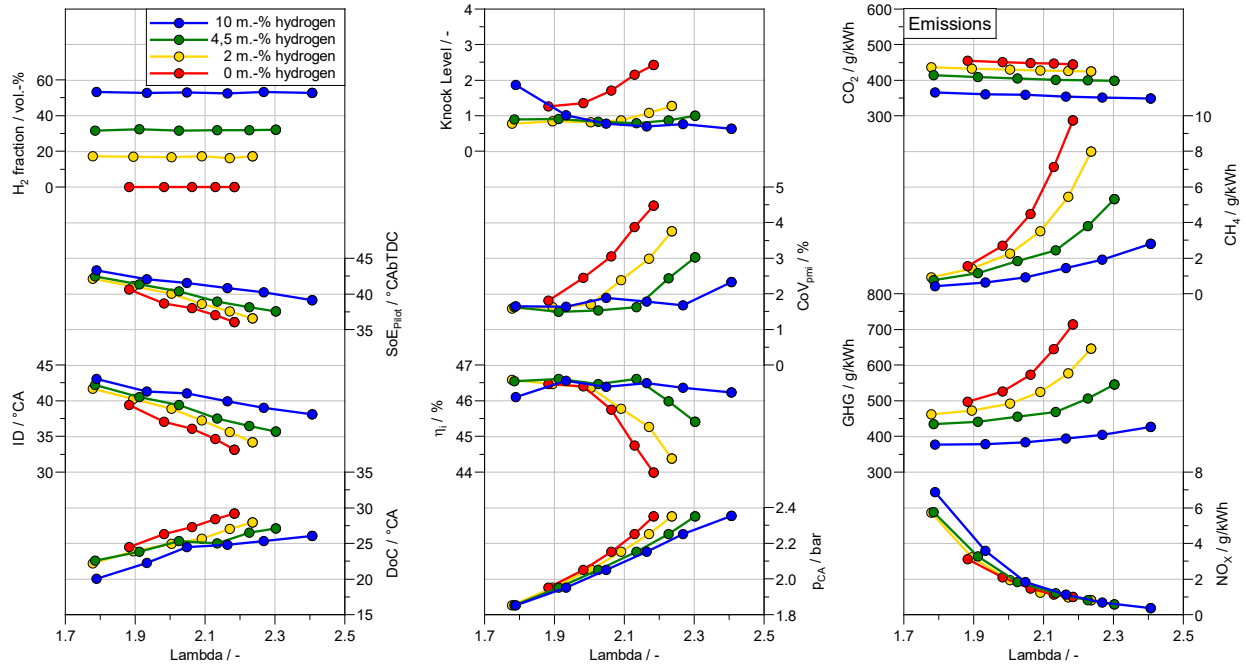 10 m.-% hydrogen
4,5 m.-% hydrogen
2 m.-% hydrogen
0 m.-% hydrogen
H2 fraction / vol.-%
60
40
20
0
SoEPilot / °CAbTDC
45
40
35
ID / °CA
45
40
35
30
DoC / °CA
35
30
25
20
15
1.7 1.9 2.1 2.3 2.5
Lambda / -
Knock Level / -
4
3
2
1
0
CoVpmi / %
5
4
3
2
1
0
ηi / %
47
46
45
44
pCA / bar
2.4
2.2
2.0
1.8
1.7 1.9 2.1 2.3 2.5
Lambda / -
Emissions
CO2 / g/kWh
600
500
450
400
300
CH4 / g/kWh
10
8
6
4
2
0
GHG / g/kWh
800
700
600
500
400
300
NOX / g/kWh
8
6
4
2
0
1.7 1.9 2.1 2.3 2.5
Lambda / -